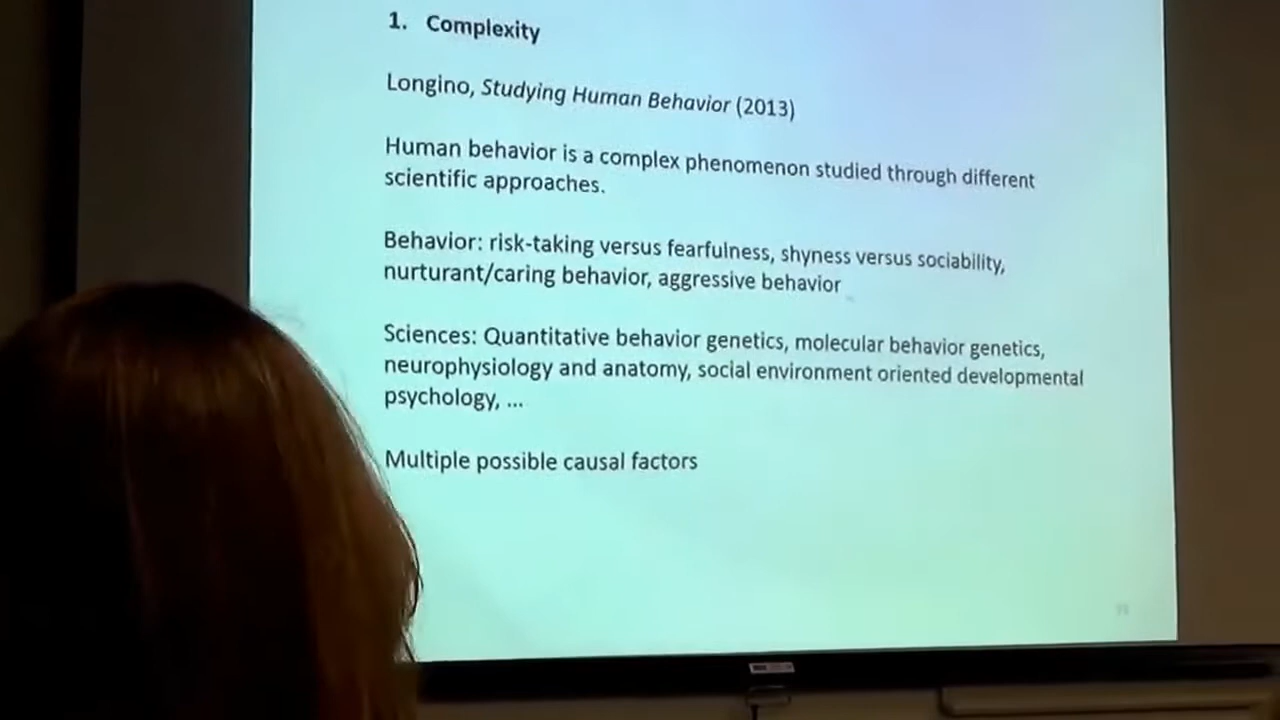 1. Complexity
Longino, Studying Human Behavior (2013)
Human behavior is a complex phenomenon studied through different
scientific approaches.
Behavior: risk-taking versus fearfulness, shyness versus sociability,
nurturant/caring behavior, aggressive behavior
Sciences: Quantitative behavior genetics, molecular behavior genetics,
neurophysiology and anatomy, social environment oriented developmental
psychology, ...
Multiple possible causal factors